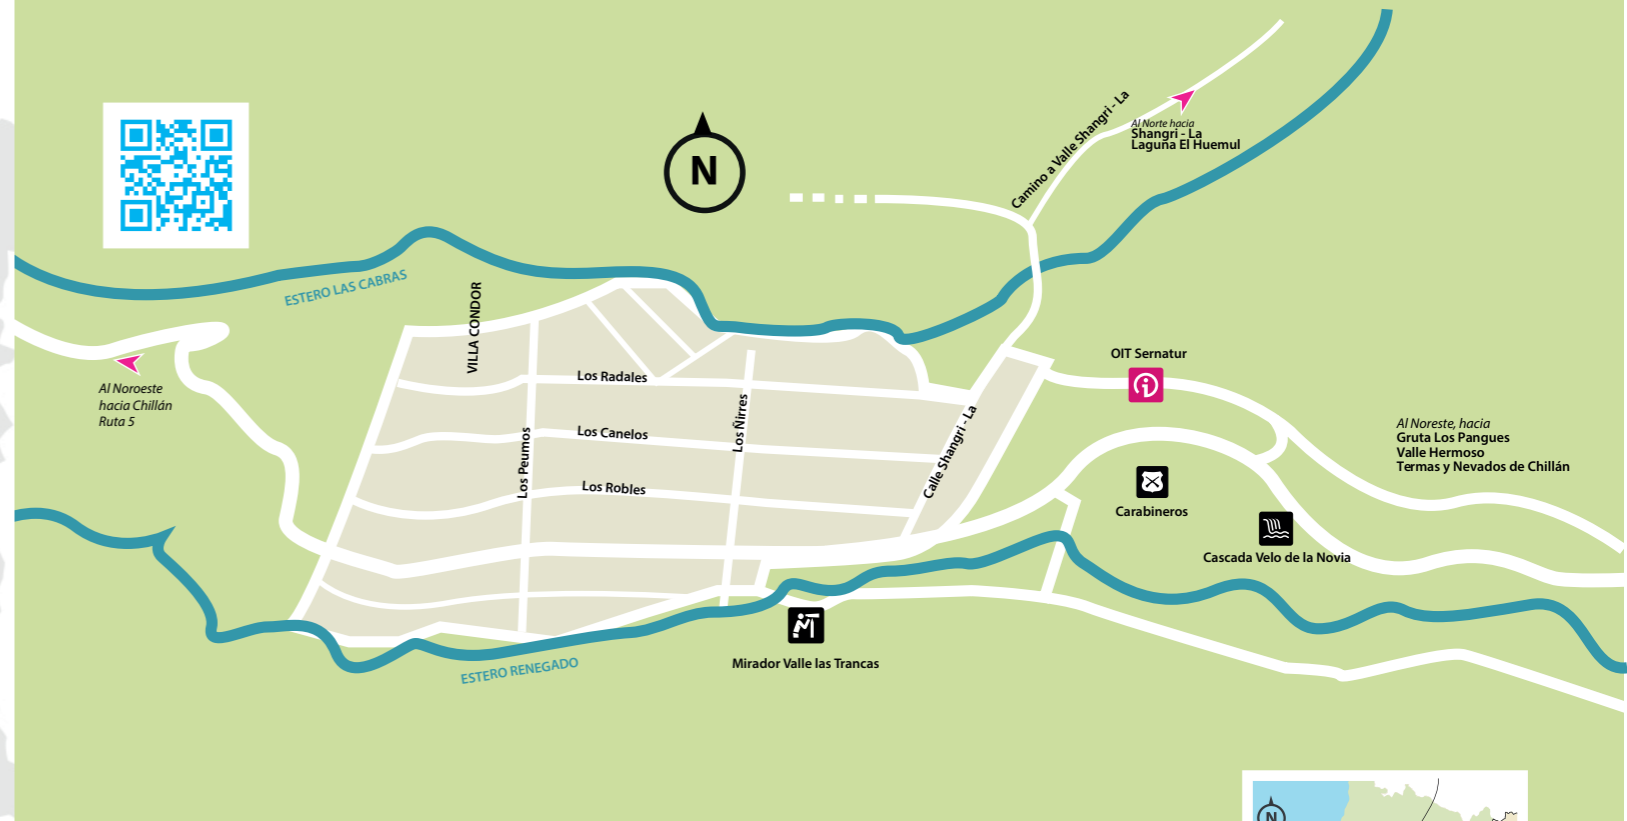 N
Camino a Valle Shangri - La
Al Norte hacia
Shangri - La
Laguna El Huemul
ESTERO LAS CABRAS
VILLA CONDOR
Al Noroeste
hacia Chillán
Ruta 5
Los Radales
Los Canelos
Los Robles
Los Peumos
Los Ñirres
Calle Shangri - La
OIT Sernatur
Carabineros
Cascada Velo de la Novia
Al Noreste, hacia
Gruta Los Pangues
Valle Hermoso
Termas y Nevados de Chillán
Mirador Valle las Trancas
ESTERO RENEGADO
N